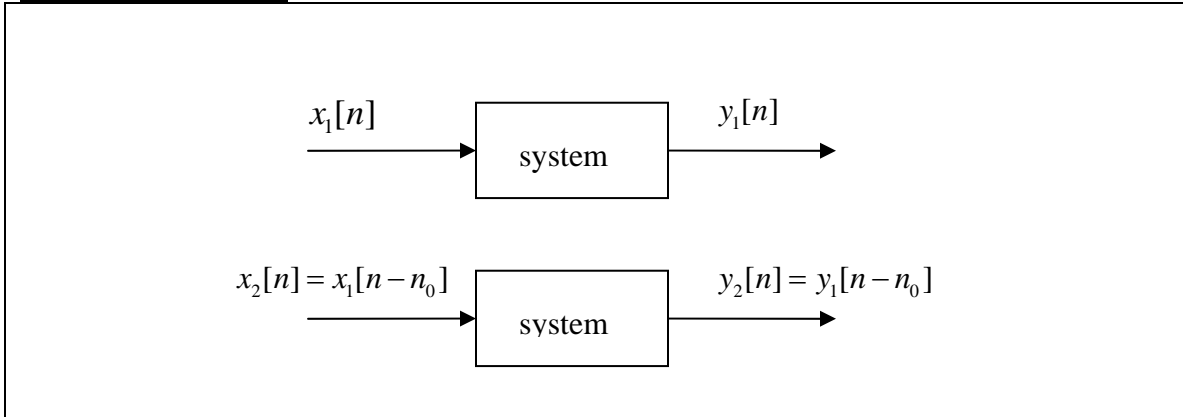 x₁[n]
y₁[n]
system
x₂[n] = x₁[n − n₀]
y₂[n] = y₁[n − n₀]
system